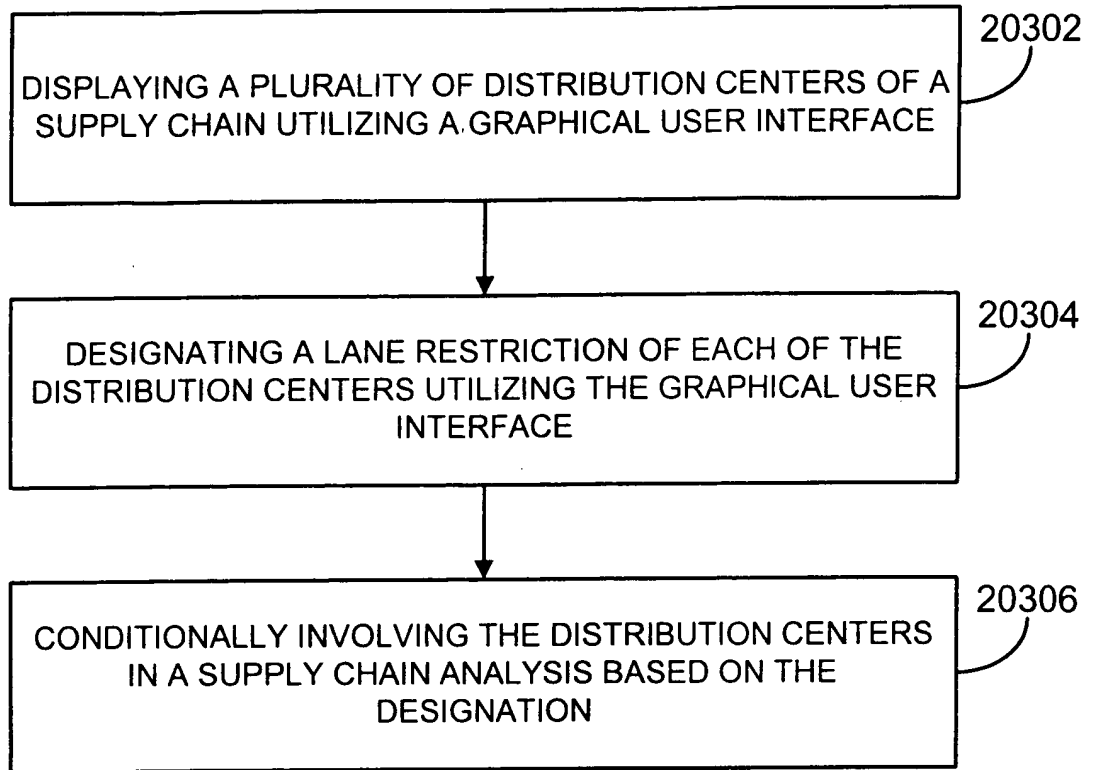 20302
DISPLAYING A PLURALITY OF DISTRIBUTION CENTERS OF A
SUPPLY CHAIN UTILIZING A GRAPHICAL USER INTERFACE
20304
DESIGNATING A LANE RESTRICTION OF EACH OF THE
DISTRIBUTION CENTERS UTILIZING THE GRAPHICAL USER
INTERFACE
20306
CONDITIONALLY INVOLVING THE DISTRIBUTION CENTERS
IN A SUPPLY CHAIN ANALYSIS BASED ON THE
DESIGNATION